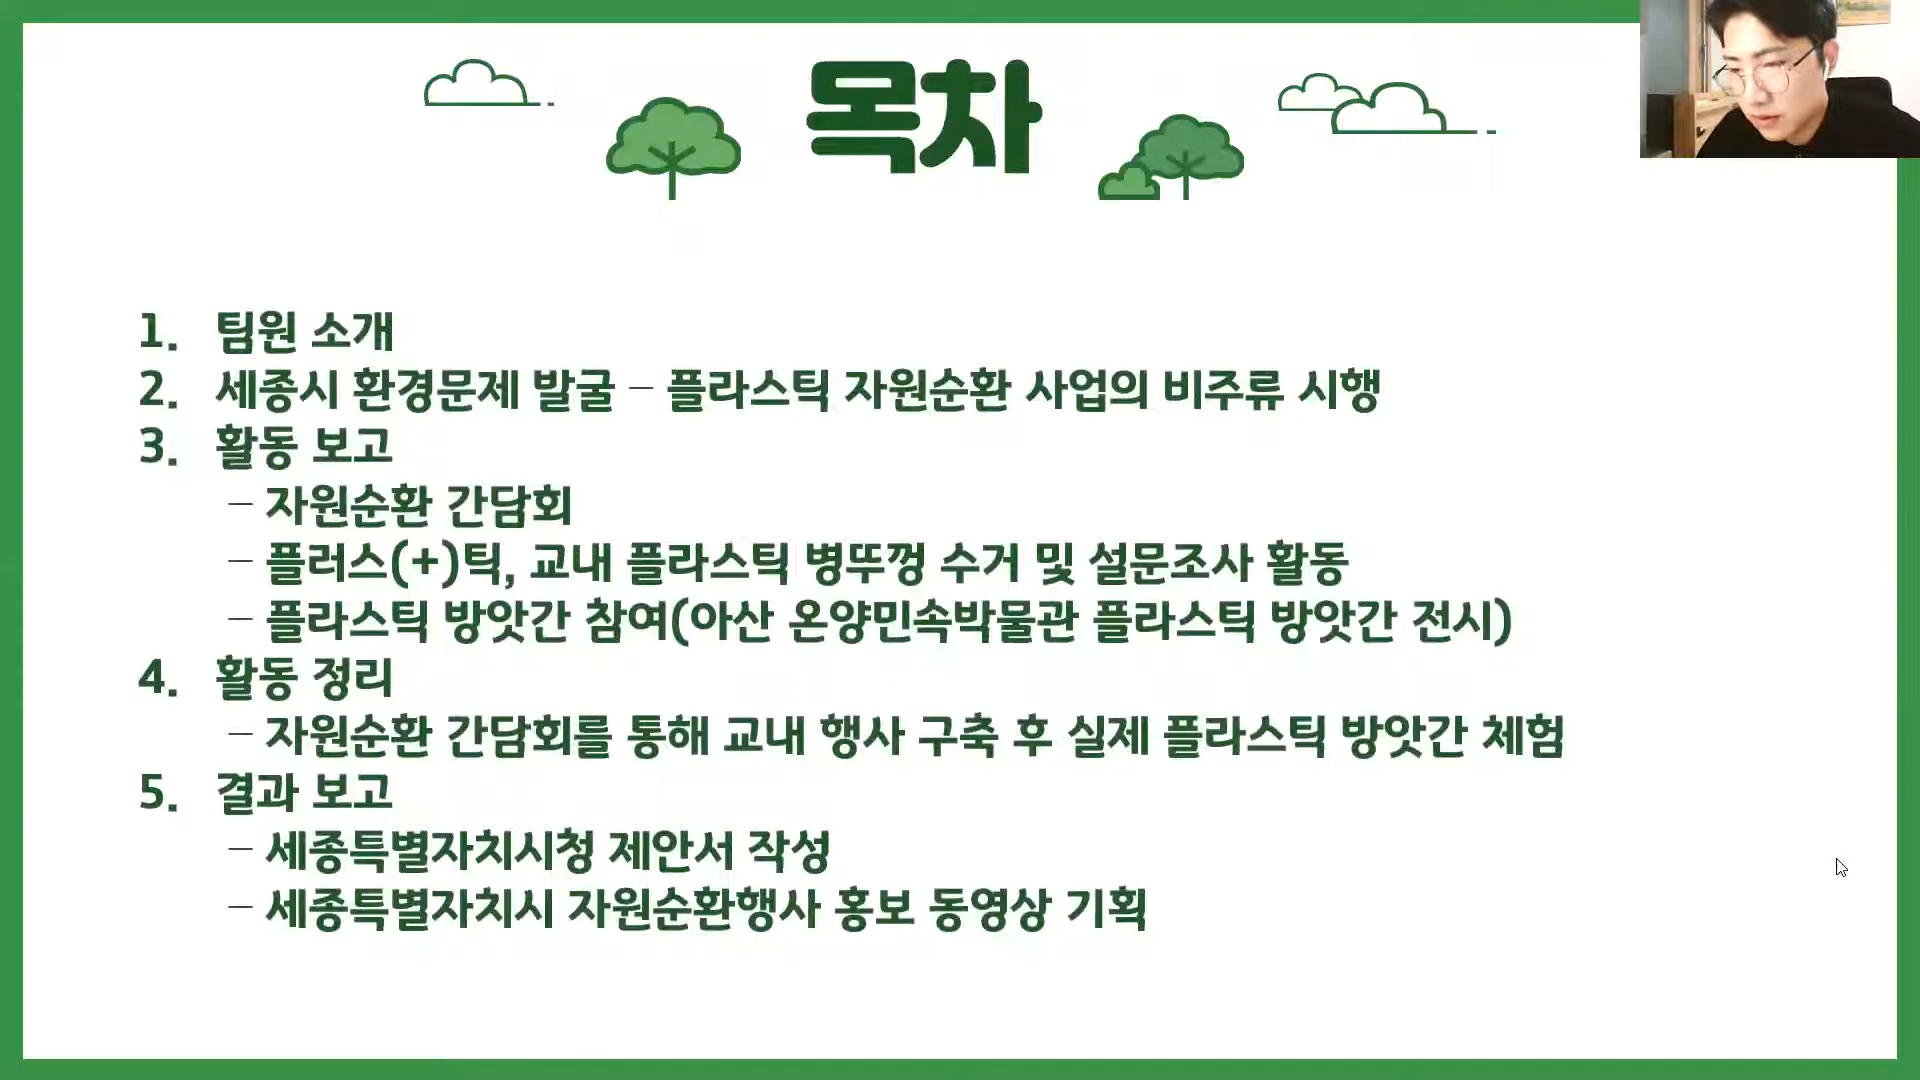 목차
1. 팀원 소개
2. 세종시 환경문제 발굴 – 플라스틱 자원순환 사업의 비주류 시행
3. 활동 보고
– 자원순환 간담회
– 플러스(+)틱, 교내 플라스틱 병뚜껑 수거 및 설문조사 활동
– 플라스틱 방앗간 참여(아산 온양민속박물관 플라스틱 방앗간 전시)
4. 활동 정리
– 자원순환 간담회를 통해 교내 행사 구축 후 실제 플라스틱 방앗간 체험
5. 결과 보고
– 세종특별자치시청 제안서 작성
– 세종특별자치시 자원순환행사 홍보 동영상 기획